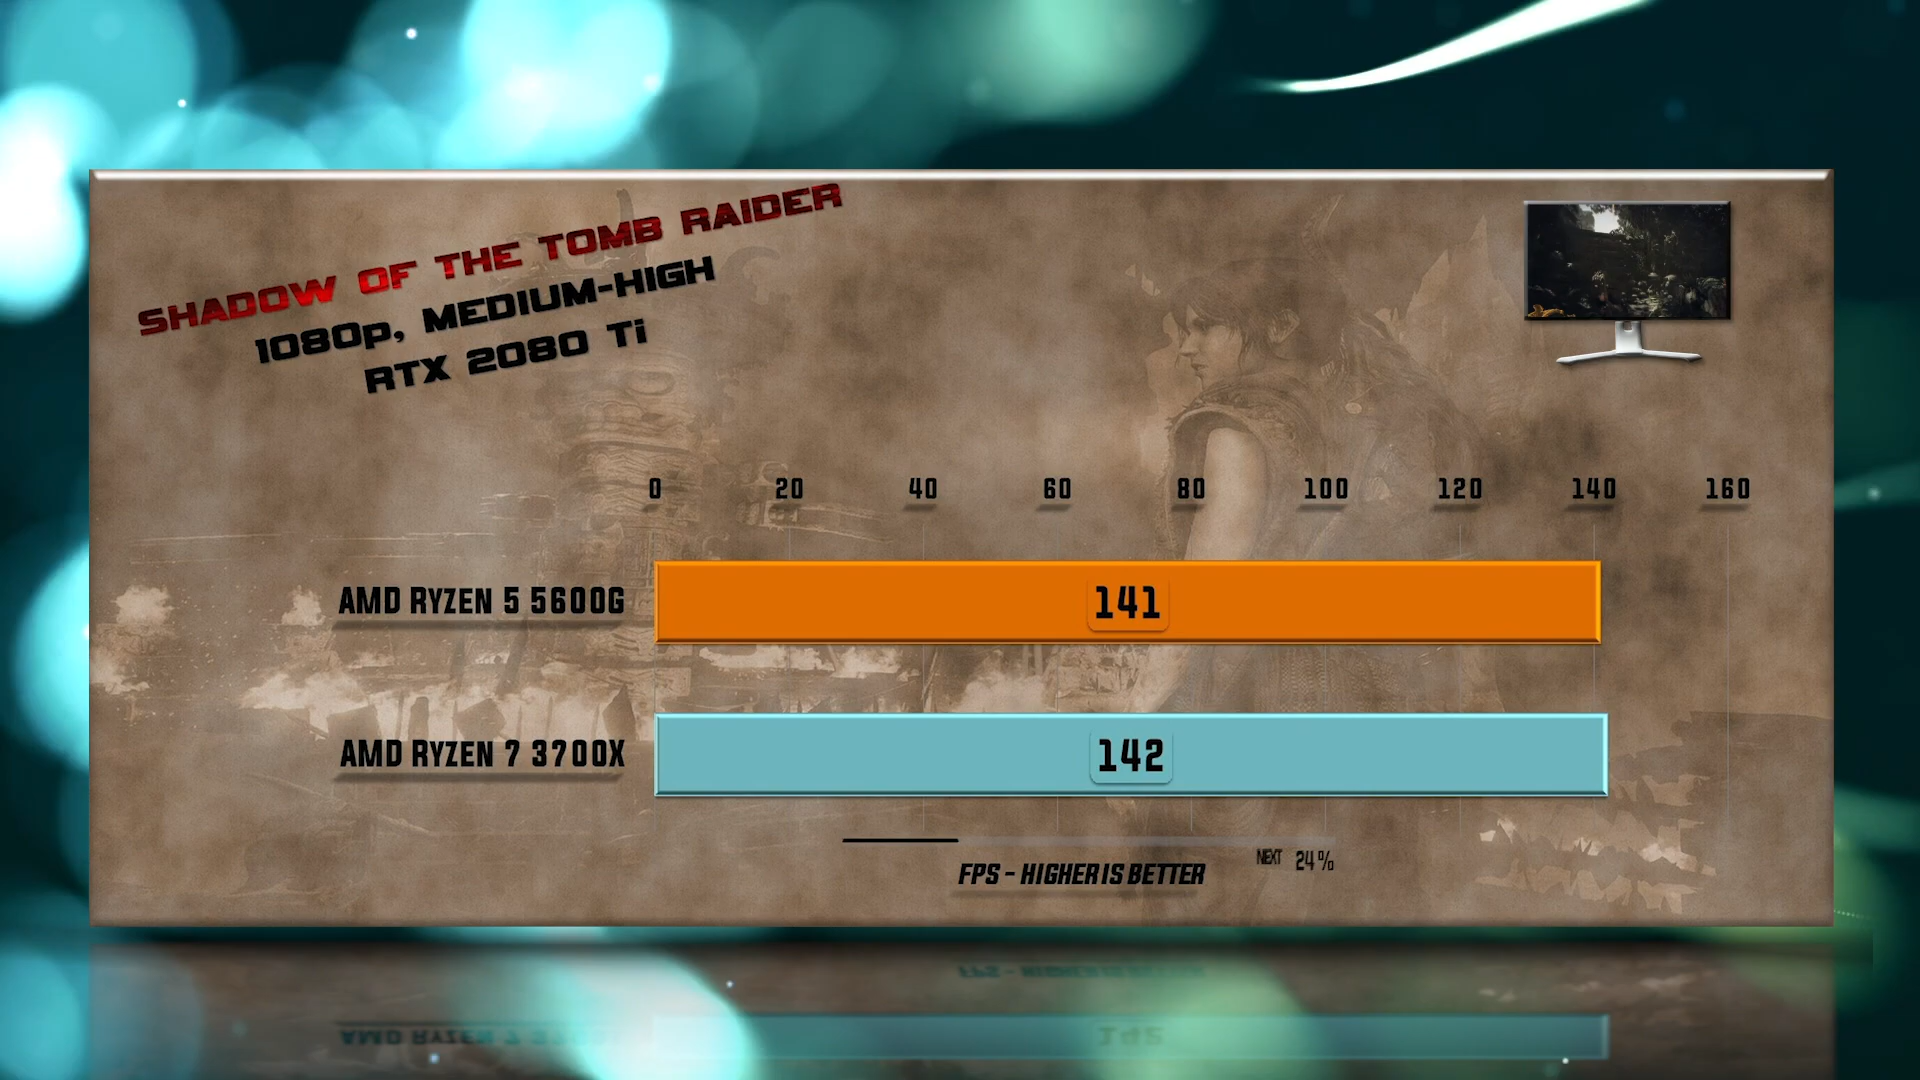 SHADOW OF THE TOMB RAIDER
1080p, MEDIUM-HIGH
RTX 2080 Ti
0 20 40 60 80 100 120 140 160
AMD RYZEN 5 5600G 141
AMD RYZEN 7 3700X 142
FPS - HIGHER IS BETTER
NEXT 24%